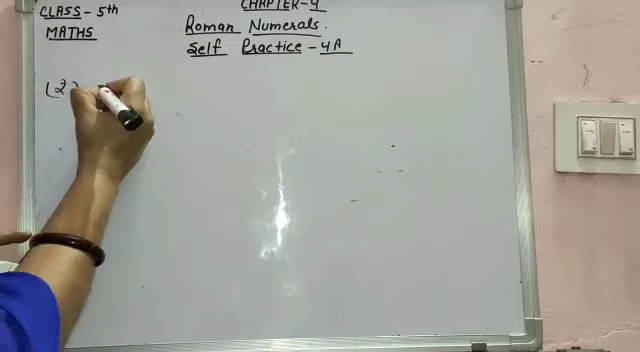 CLASS - 5th
CHAPTER - 4
MATHS
Roman Numerals.
Self Practice - 4A
(2)